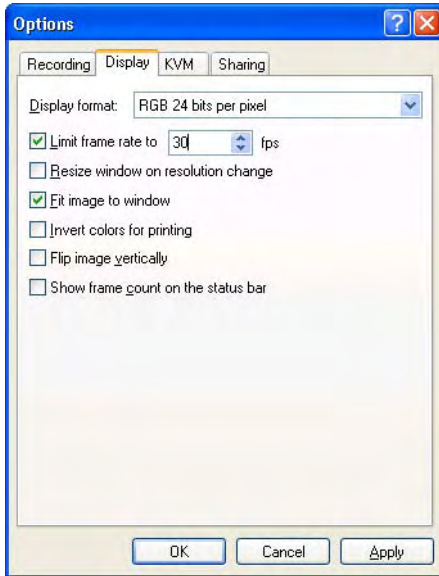 Options
Recording Display KVM Sharing
Display format: RGB 24 bits per pixel
Limit frame rate to 30 fps
Resize window on resolution change
Fit image to window
Invert colors for printing
Flip image vertically
Show frame count on the status bar
OK Cancel Apply